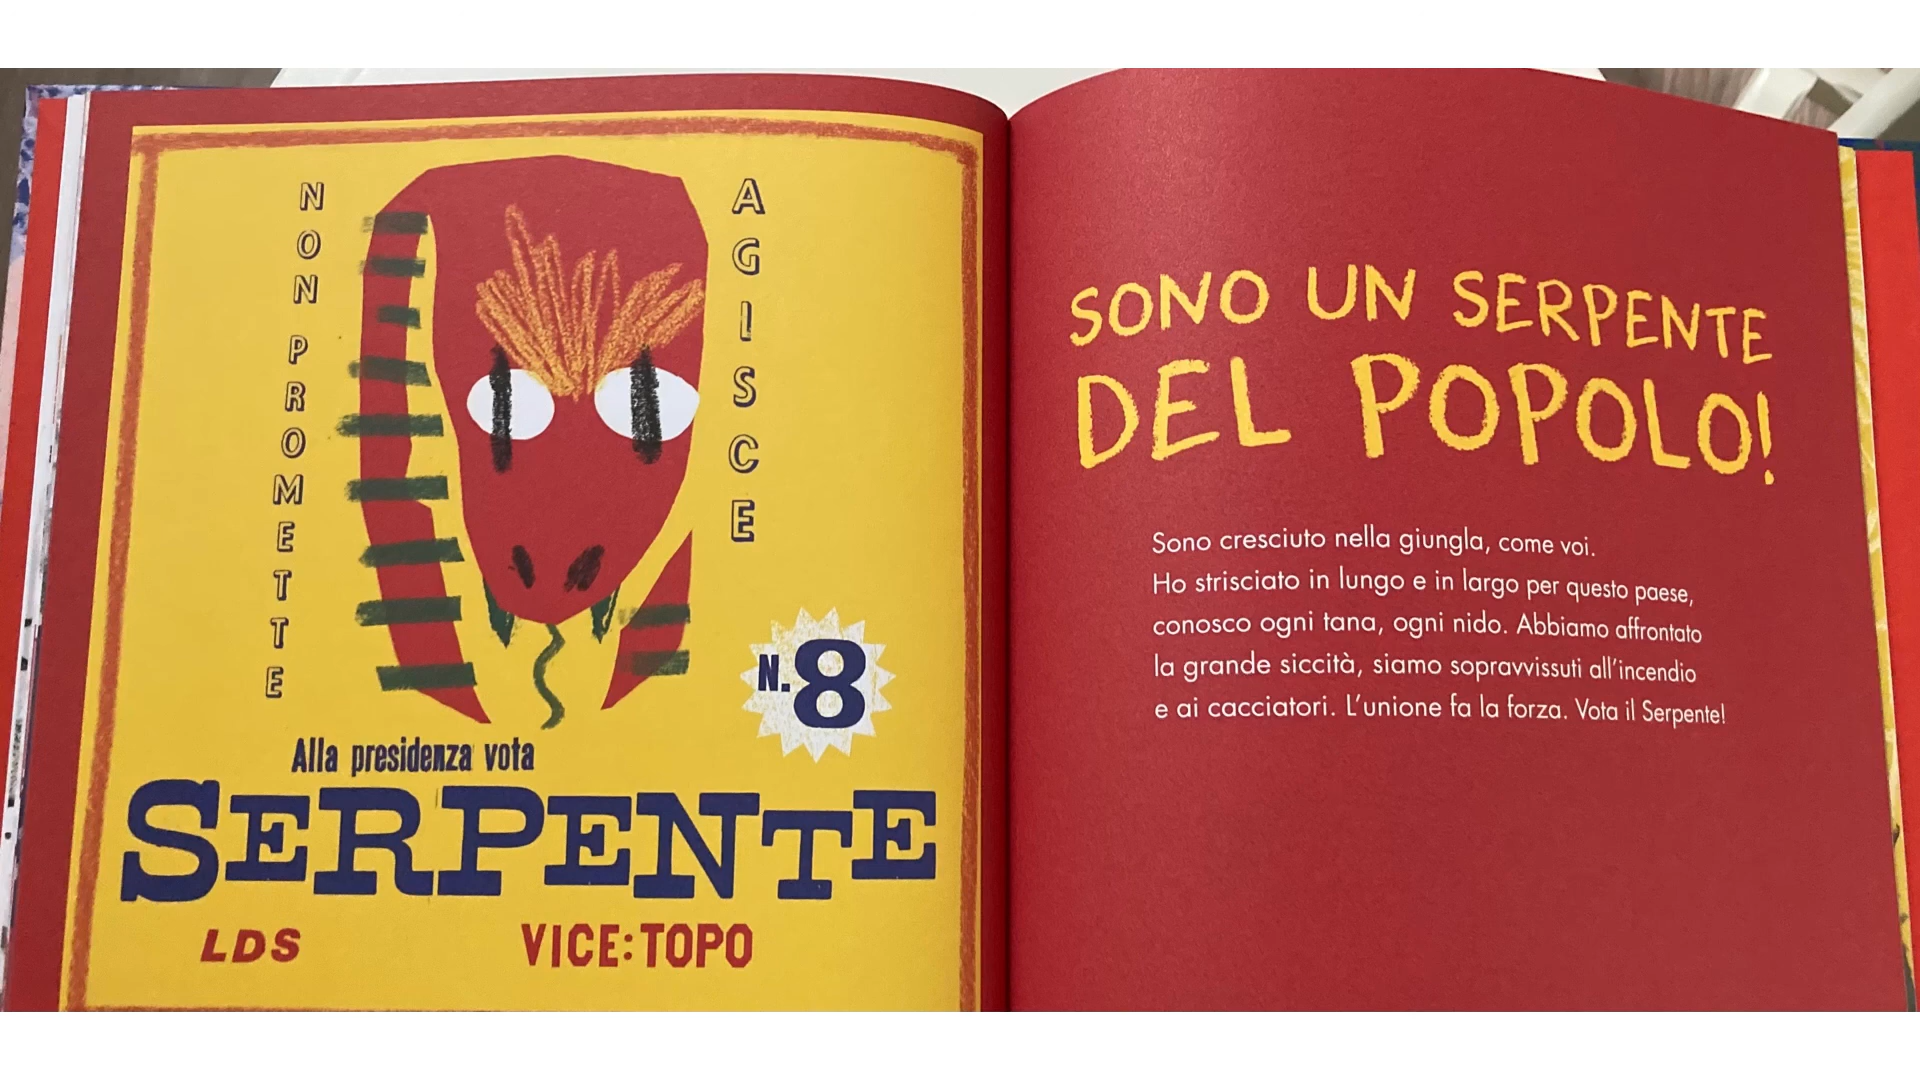 NON PROMETTE
AGISCE
N.8
Alla presidenza vota
SERPENTE
LDS
VICE: TOPO
SONO UN SERPENTE
DEL POPOLO!
Sono cresciuto nella giungla, come voi.
Ho strisciato in lungo e in largo per questo paese,
conosco ogni tana, ogni nido. Abbiamo affrontato
la grande siccità, siamo sopravvissuti all'incendio
e ai cacciatori. L'unione fa la forza. Vota il Serpente!